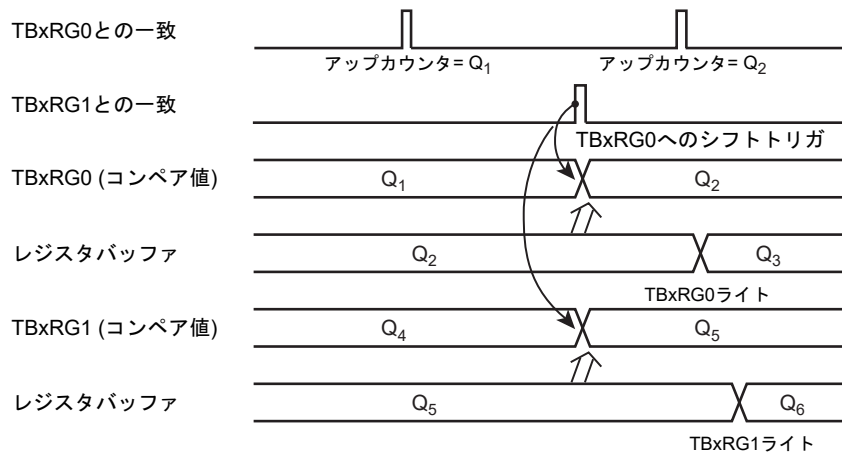 TBxRG0との一致
アップカウンタ= Q₁
アップカウンタ= Q₂
TBxRG1との一致
TBxRG0へのシフトトリガ
TBxRG0 (コンペア値)
Q₁
Q₂
レジスタバッファ
Q₂
Q₃
TBxRG0ライト
TBxRG1 (コンペア値)
Q₄
Q₅
レジスタバッファ
Q₅
Q₆
TBxRG1ライト